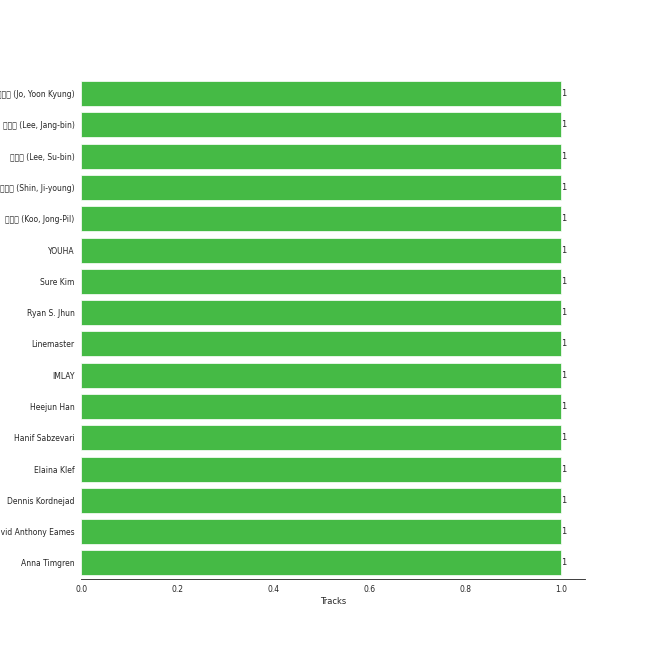 (Jo, Yoon Kyung) 1
(Lee, Jang-bin) 1
(Lee, Su-bin) 1
(Shin, Ji-young) 1
(Koo, Jong-Pil) 1
YOUHA 1
Sure Kim 1
Ryan S. Jhun 1
Linemaster 1
IMLAY 1
Heejun Han 1
Hanif Sabzevari 1
Elaina Klef 1
Dennis Kordnejad 1
vid Anthony Eames 1
Anna Timgren 1
0.0 0.2 0.4 0.6 0.8 1.0
Tracks